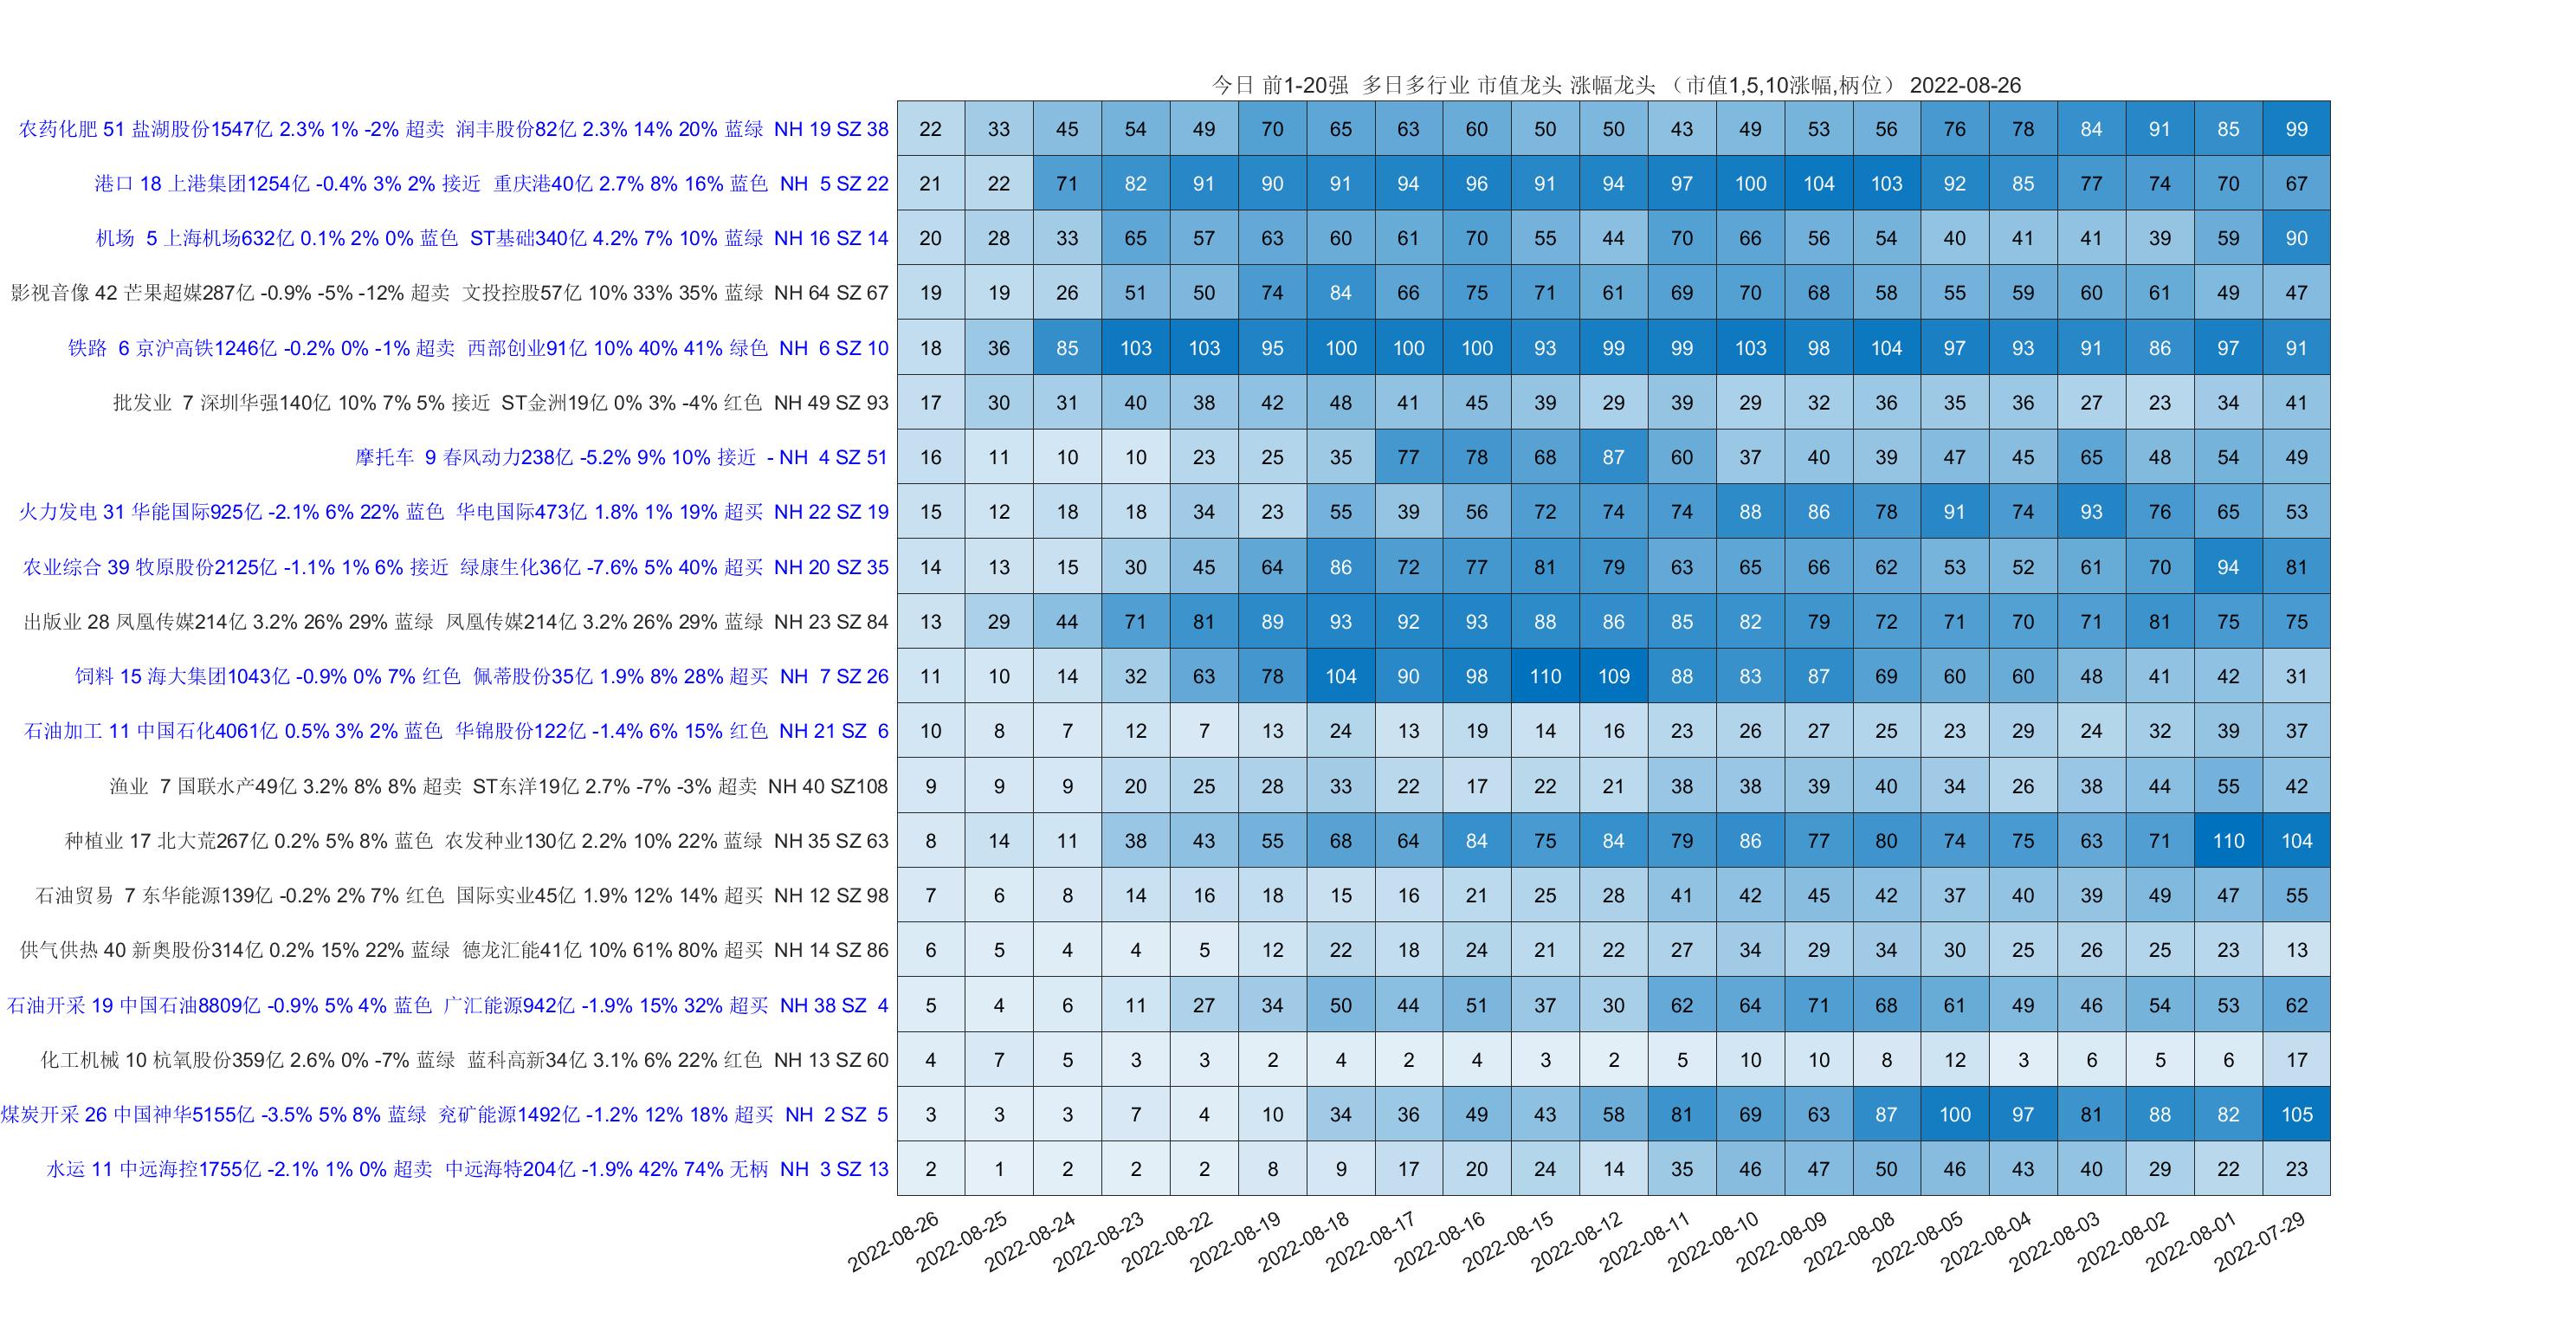 今日 前1-20强 多日多行业 市值龙头 涨幅龙头 （市值1,5,10涨幅,柄位） 2022-08-26
农药化肥 51 盐湖股份1547亿 2.3% 1% -2% 超卖 润丰股份82亿 2.3% 14% 20% 蓝绿 NH 19 SZ 38 22 33 45 54 49 70 65 63 60 50 50 43 49 53 56 76 78 84 91 85 99
港口 18 上港集团1254亿 -0.4% 3% 2% 接近 重庆港40亿 2.7% 8% 16% 蓝色 NH 5 SZ 22 21 22 71 82 91 90 91 94 96 91 94 97 100 104 103 92 85 77 74 70 67
机场 5 上海机场632亿 0.1% 2% 0% 蓝色 ST基础340亿 4.2% 7% 10% 蓝绿 NH 16 SZ 14 20 28 33 65 57 63 60 61 70 55 44 70 66 56 54 40 41 41 39 59 90
影视音像 42 芒果超媒287亿 -0.9% -5% -12% 超卖 文投控股57亿 10% 33% 35% 蓝绿 NH 64 SZ 67 19 19 26 51 50 74 84 66 75 71 61 69 70 68 58 55 59 60 61 49 47
铁路 6 京沪高铁1246亿 -0.2% 0% -1% 超卖 西部创业91亿 10% 40% 41% 绿色 NH 6 SZ 10 18 36 85 103 103 95 100 100 100 93 99 99 103 98 104 97 93 91 86 97 91
批发业 7 深圳华强140亿 10% 7% 5% 接近 ST金洲19亿 0% 3% -4% 红色 NH 49 SZ 93 17 30 31 40 38 42 48 41 45 39 29 39 29 32 36 35 36 27 23 34 41
摩托车 9 春风动力238亿 -5.2% 9% 10% 接近 - NH 4 SZ 51 16 11 10 10 23 25 35 77 78 68 87 60 37 40 39 47 45 65 48 54 49
火力发电 31 华能国际925亿 -2.1% 6% 22% 蓝色 华电国际473亿 1.8% 1% 19% 超买 NH 22 SZ 19 15 12 18 18 34 23 55 39 56 72 74 74 88 86 78 91 74 93 76 65 53
农业综合 39 牧原股份2125亿 -1.1% 1% 6% 接近 绿康生化36亿 -7.6% 5% 40% 超买 NH 20 SZ 35 14 13 15 30 45 64 86 72 77 81 79 63 65 66 62 53 52 61 70 94 81
出版业 28 凤凰传媒214亿 3.2% 26% 29% 蓝绿 凤凰传媒214亿 3.2% 26% 29% 蓝绿 NH 23 SZ 84 13 29 44 71 81 89 93 92 93 88 86 85 82 79 72 71 70 71 81 75 75
饲料 15 海大集团1043亿 -0.9% 0% 7% 红色 佩蒂股份35亿 1.9% 8% 28% 超买 NH 7 SZ 26 11 10 14 32 63 78 104 90 98 110 109 88 83 87 69 60 60 48 41 42 31
石油加工 11 中国石化4061亿 0.5% 3% 2% 蓝色 华锦股份122亿 -1.4% 6% 15% 红色 NH 21 SZ 6 10 8 7 12 7 13 24 13 19 14 16 23 26 27 25 23 29 24 32 39 37
渔业 7 国联水产49亿 3.2% 8% 8% 超卖 ST东洋19亿 2.7% -7% -3% 超卖 NH 40 SZ108 9 9 9 20 25 28 33 22 17 22 21 38 38 39 40 34 26 38 44 55 42
种植业 17 北大荒267亿 0.2% 5% 8% 蓝色 农发种业130亿 2.2% 10% 22% 蓝绿 NH 35 SZ 63 8 14 11 38 43 55 68 64 84 75 84 79 86 77 80 74 75 63 71 110 104
石油贸易 7 东华能源139亿 -0.2% 2% 7% 红色 国际实业45亿 1.9% 12% 14% 超买 NH 12 SZ 98 7 6 8 14 16 18 15 16 21 25 28 41 42 45 42 37 40 39 49 47 55
供气供热 40 新奥股份314亿 0.2% 15% 22% 蓝绿 德龙汇能41亿 10% 61% 80% 超买 NH 14 SZ 86 6 5 4 4 5 12 22 18 24 21 22 27 34 29 34 30 25 26 25 23 13
石油开采 19 中国石油8809亿 -0.9% 5% 4% 蓝色 广汇能源942亿 -1.9% 15% 32% 超买 NH 38 SZ 4 5 4 6 11 27 34 50 44 51 37 30 62 64 71 68 61 49 46 54 53 62
化工机械 10 杭氧股份359亿 2.6% 0% -7% 蓝绿 蓝科高新34亿 3.1% 6% 22% 红色 NH 13 SZ 60 4 7 5 3 3 2 4 2 4 3 2 5 10 10 8 12 3 6 5 6 17
煤炭开采 26 中国神华5155亿 -3.5% 5% 8% 蓝绿 兖矿能源1492亿 -1.2% 12% 18% 超买 NH 2 SZ 5 3 3 3 7 4 10 34 36 49 43 58 81 69 63 87 100 97 81 88 82 105
水运 11 中远海控1755亿 -2.1% 1% 0% 超卖 中远海特204亿 -1.9% 42% 74% 无柄 NH 3 SZ 13 2 1 2 2 2 8 9 17 20 24 14 35 46 47 50 46 43 40 29 22 23
2022-08-26 2022-08-25 2022-08-24 2022-08-23 2022-08-22 2022-08-19 2022-08-18 2022-08-17 2022-08-16 2022-08-15 2022-08-12 2022-08-11 2022-08-10 2022-08-09 2022-08-08 2022-08-05 2022-08-04 2022-08-03 2022-08-02 2022-08-01 2022-07-29